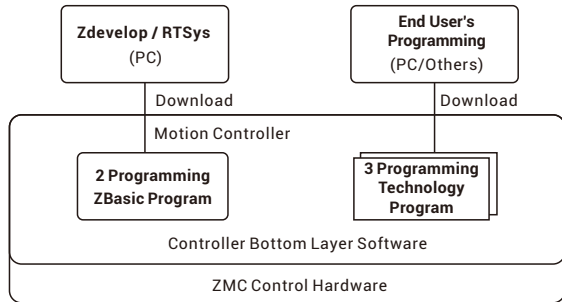 Zdevelop / RTSys
(PC)
End User's
Programming
(PC/Others)
Download
Download
Motion Controller
2 Programming
ZBasic Program
3 Programming
Technology
Program
Controller Bottom Layer Software
ZMC Control Hardware